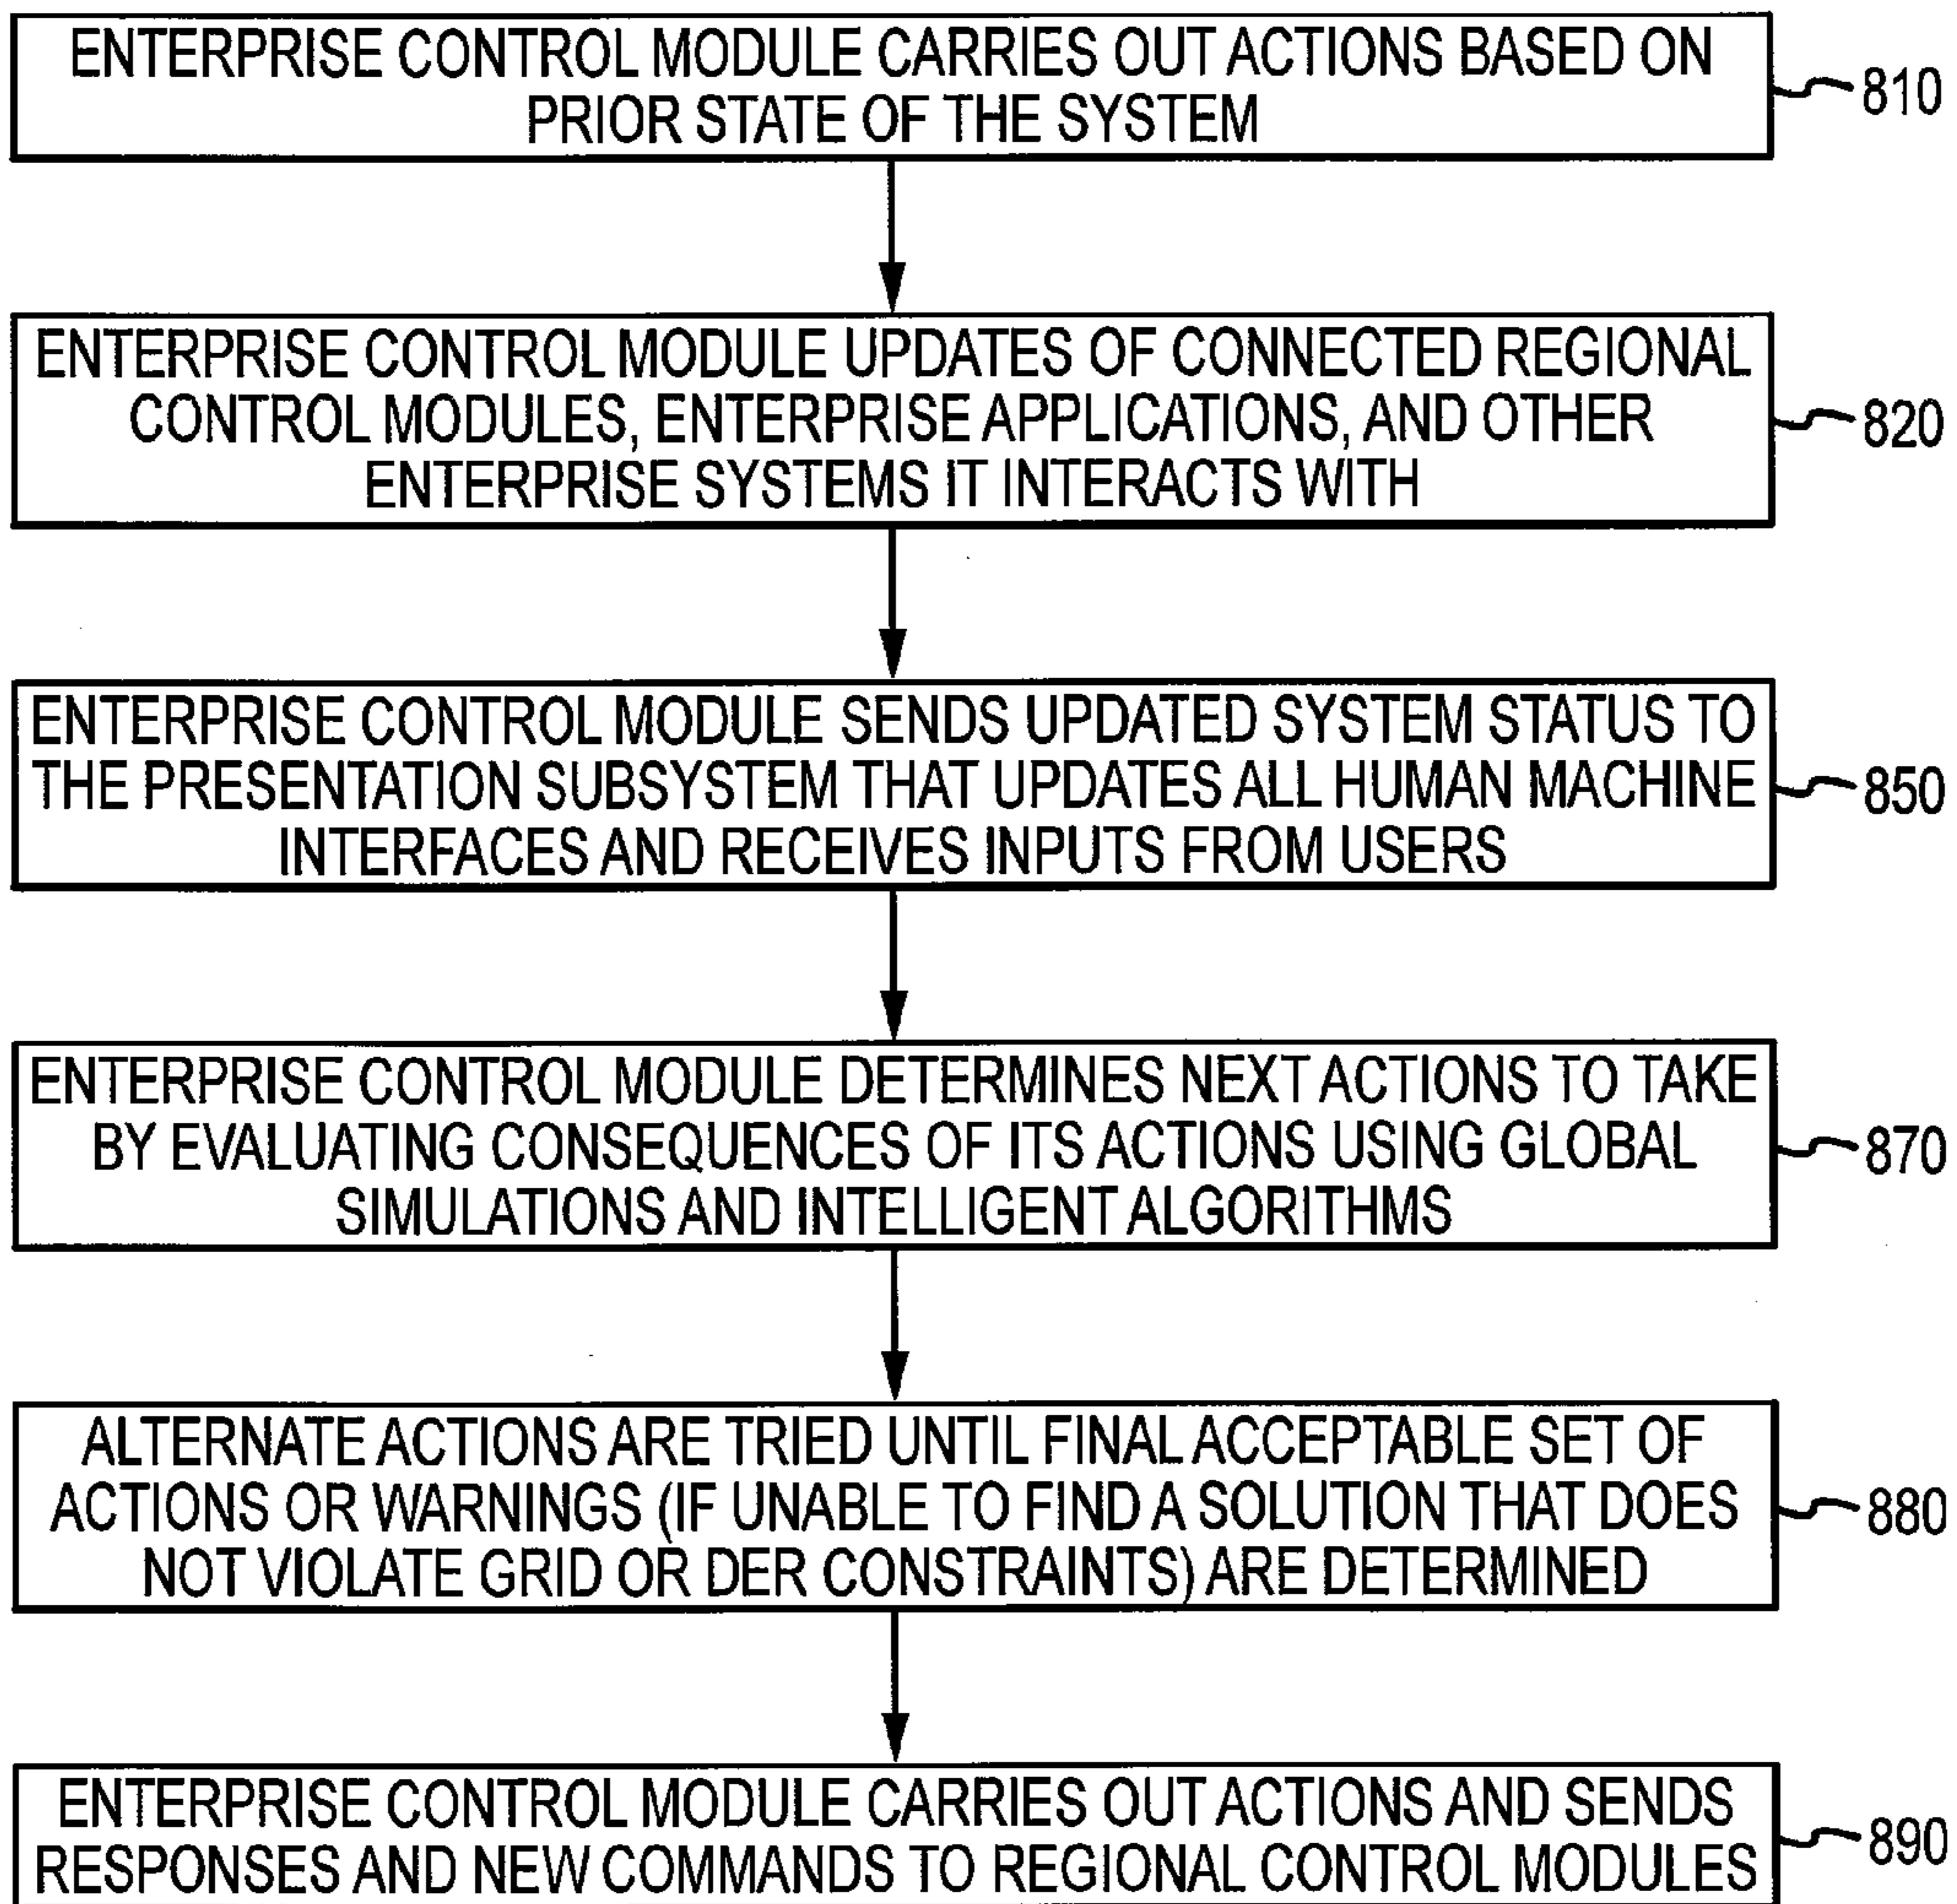 ENTERPRISE CONTROL MODULE CARRIES OUT ACTIONS BASED ON
PRIOR STATE OF THE SYSTEM
810
ENTERPRISE CONTROL MODULE UPDATES OF CONNECTED REGIONAL
CONTROL MODULES, ENTERPRISE APPLICATIONS, AND OTHER
ENTERPRISE SYSTEMS IT INTERACTS WITH
820
ENTERPRISE CONTROL MODULE SENDS UPDATED SYSTEM STATUS TO
THE PRESENTATION SUBSYSTEM THAT UPDATES ALL HUMAN MACHINE
INTERFACES AND RECEIVES INPUTS FROM USERS
850
ENTERPRISE CONTROL MODULE DETERMINES NEXT ACTIONS TO TAKE
BY EVALUATING CONSEQUENCES OF ITS ACTIONS USING GLOBAL
SIMULATIONS AND INTELLIGENT ALGORITHMS
870
ALTERNATE ACTIONS ARE TRIED UNTIL FINAL ACCEPTABLE SET OF
ACTIONS OR WARNINGS (IF UNABLE TO FIND A SOLUTION THAT DOES
NOT VIOLATE GRID OR DER CONSTRAINTS) ARE DETERMINED
880
ENTERPRISE CONTROL MODULE CARRIES OUT ACTIONS AND SENDS
RESPONSES AND NEW COMMANDS TO REGIONAL CONTROL MODULES
890